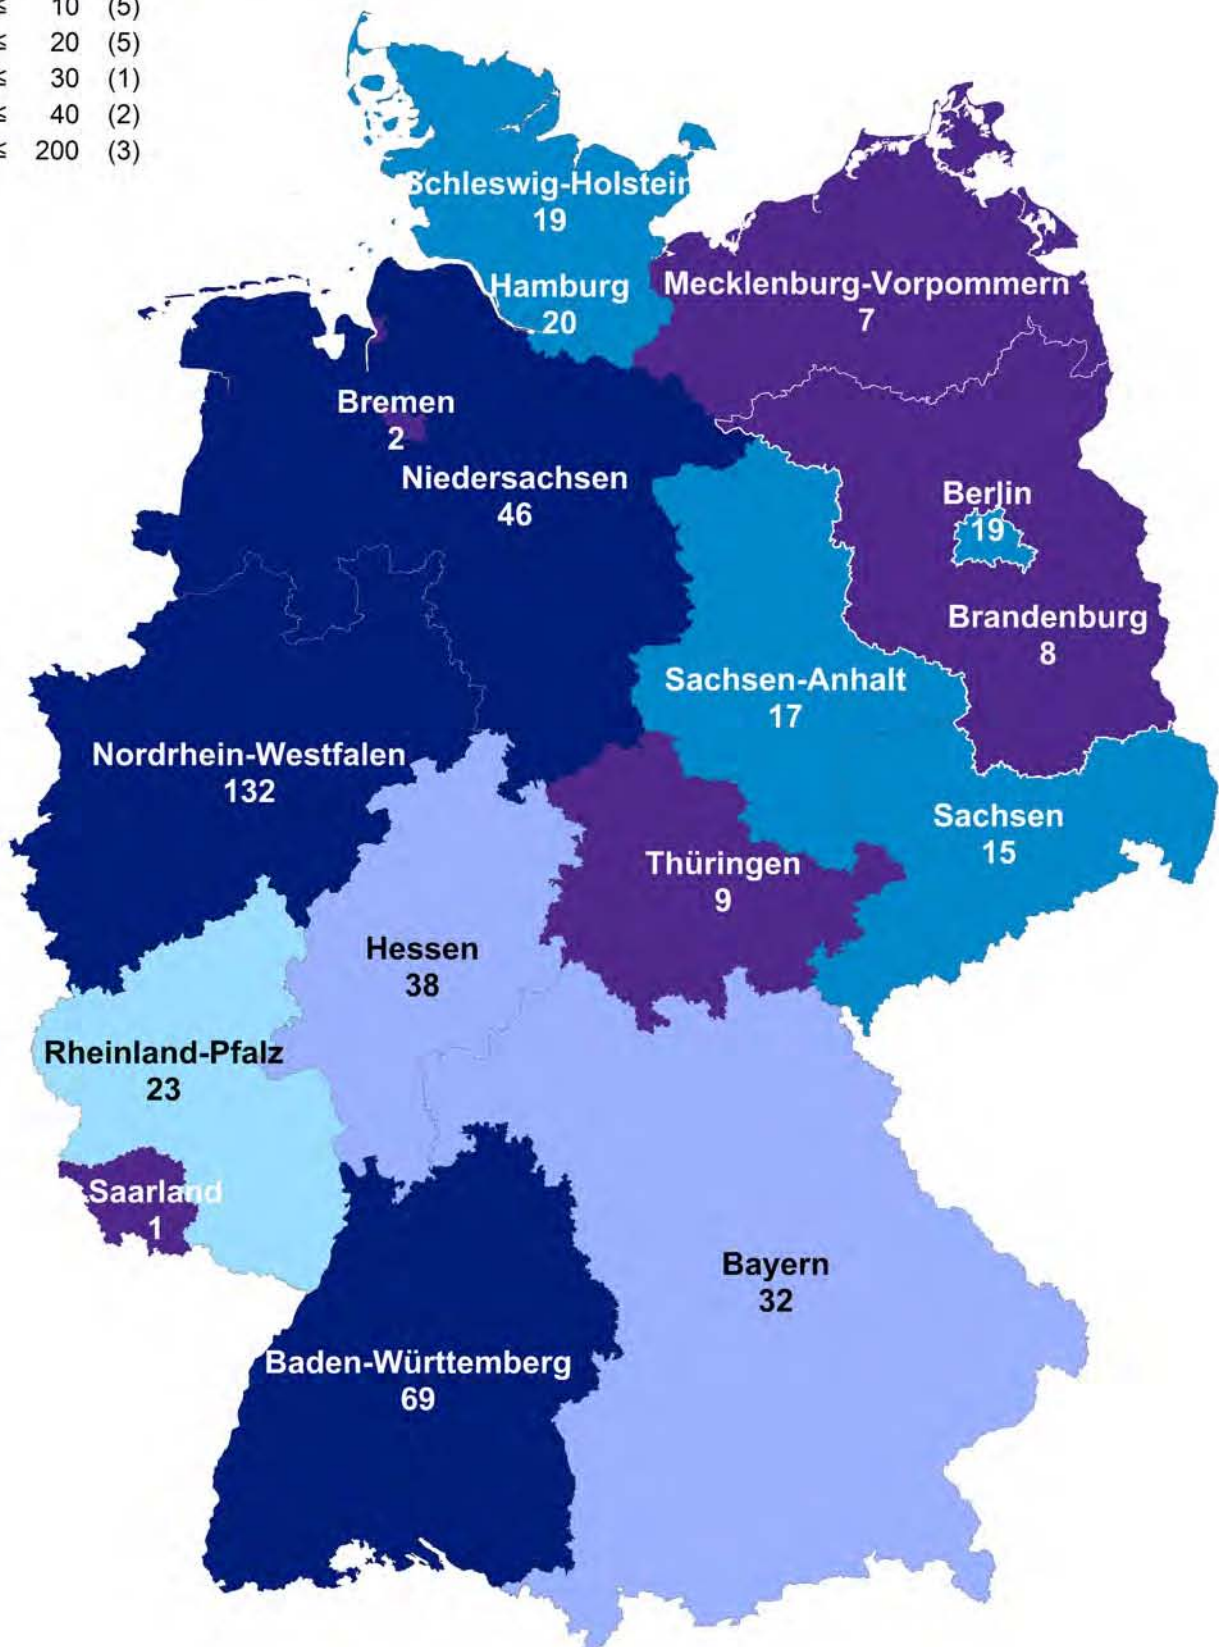 ≤ 10 (5)
≤ 20 (5)
≤ 30 (1)
≤ 40 (2)
≤ 200 (3)
Schleswig-Holstein
19
Hamburg
20
Mecklenburg-Vorpommern
7
Bremen
2
Niedersachsen
46
Berlin
19
Brandenburg
8
Sachsen-Anhalt
17
Nordrhein-Westfalen
132
Sachsen
15
Thüringen
9
Hessen
38
Rheinland-Pfalz
23
Saarland
1
Bayern
32
Baden-Württemberg
69